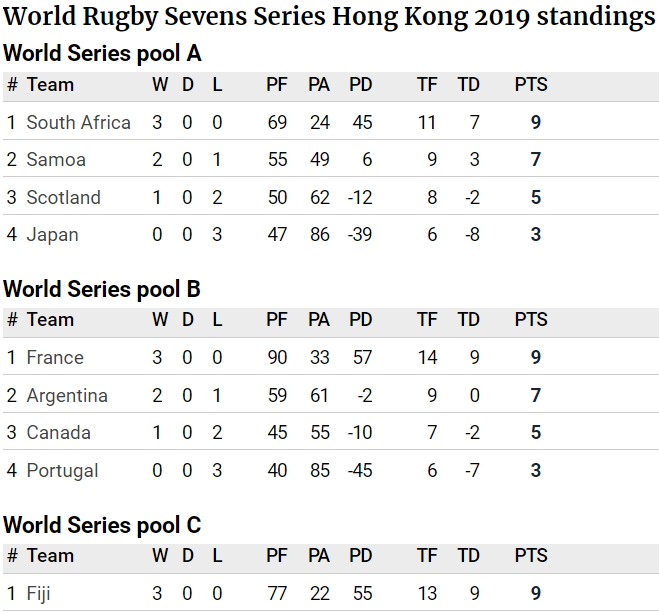 World Rugby Sevens Series Hong Kong 2019 standings
World Series pool A
# Team W D L PF PA PD TF TD PTS
1 South Africa 3 0 0 69 24 45 11 7 9
2 Samoa 2 0 1 55 49 6 9 3 7
3 Scotland 1 0 2 50 62 -12 8 -2 5
4 Japan 0 0 3 47 86 -39 6 -8 3
World Series pool B
# Team W D L PF PA PD TF TD PTS
1 France 3 0 0 90 33 57 14 9 9
2 Argentina 2 0 1 59 61 -2 9 0 7
3 Canada 1 0 2 45 55 -10 7 -2 5
4 Portugal 0 0 3 40 85 -45 6 -7 3
World Series pool C
# Team W D L PF PA PD TF TD PTS
1 Fiji 3 0 0 77 22 55 13 9 9